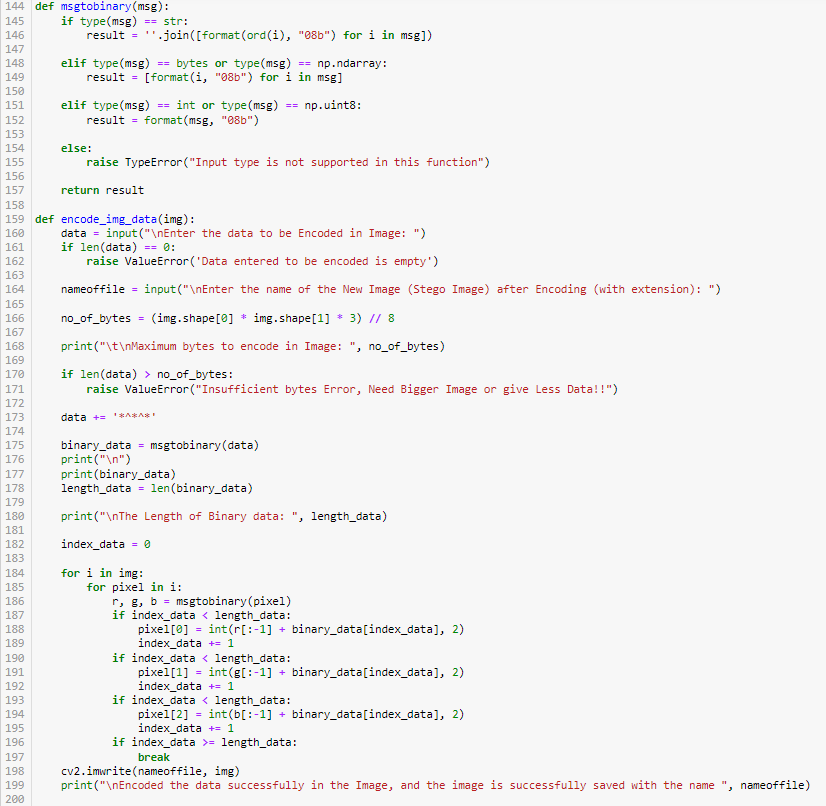 144 def msgtobinary(msg):
145     if type(msg) == str:
146         result = ''.join([format(ord(i), "08b") for i in msg])
147
148     elif type(msg) == bytes or type(msg) == np.ndarray:
149         result = [format(i, "08b") for i in msg]
150
151     elif type(msg) == int or type(msg) == np.uint8:
152         result = format(msg, "08b")
153
154     else:
155         raise TypeError("Input type is not supported in this function")
156
157     return result
158
159 def encode_img_data(img):
160     data = input("\nEnter the data to be Encoded in Image: ")
161     if len(data) == 0:
162         raise ValueError('Data entered to be encoded is empty')
163
164     nameoffile = input("\nEnter the name of the New Image (Stego Image) after Encoding (with extension): ")
165
166     no_of_bytes = (img.shape[0] * img.shape[1] * 3) // 8
167
168     print("\t\nMaximum bytes to encode in Image: ", no_of_bytes)
169
170     if len(data) > no_of_bytes:
171         raise ValueError("Insufficient bytes Error, Need Bigger Image or give Less Data!!")
172
173     data += '*^*^*'
174
175     binary_data = msgtobinary(data)
176     print("\n")
177     print(binary_data)
178     length_data = len(binary_data)
179
180     print("\nThe Length of Binary data: ", length_data)
181
182     index_data = 0
183
184     for i in img:
185         for pixel in i:
186             r, g, b = msgtobinary(pixel)
187             if index_data < length_data:
188                 pixel[0] = int(r[:-1] + binary_data[index_data], 2)
189                 index_data += 1
190             if index_data < length_data:
191                 pixel[1] = int(g[:-1] + binary_data[index_data], 2)
192                 index_data += 1
193             if index_data < length_data:
194                 pixel[2] = int(b[:-1] + binary_data[index_data], 2)
195                 index_data += 1
196             if index_data >= length_data:
197                 break
198     cv2.imwrite(nameoffile, img)
199     print("\nEncoded the data successfully in the Image, and the image is successfully saved with the name ", nameoffile)
200